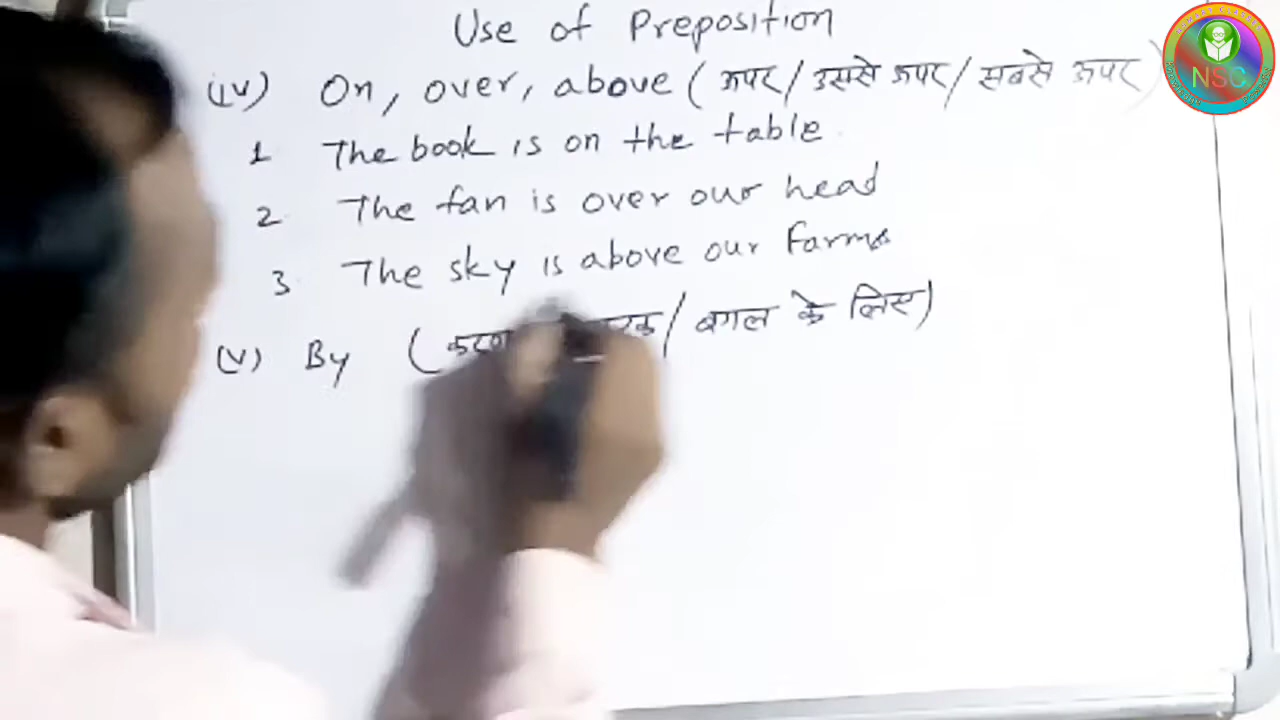 Use of Preposition
(iv) On, over, above (ऊपर/उससे ऊपर/सबसे ऊपर)
1 The book is on the table.
2. The fan is over our head
3 The sky is above our farms
(v) By ( / बगल के लिए)
NSC